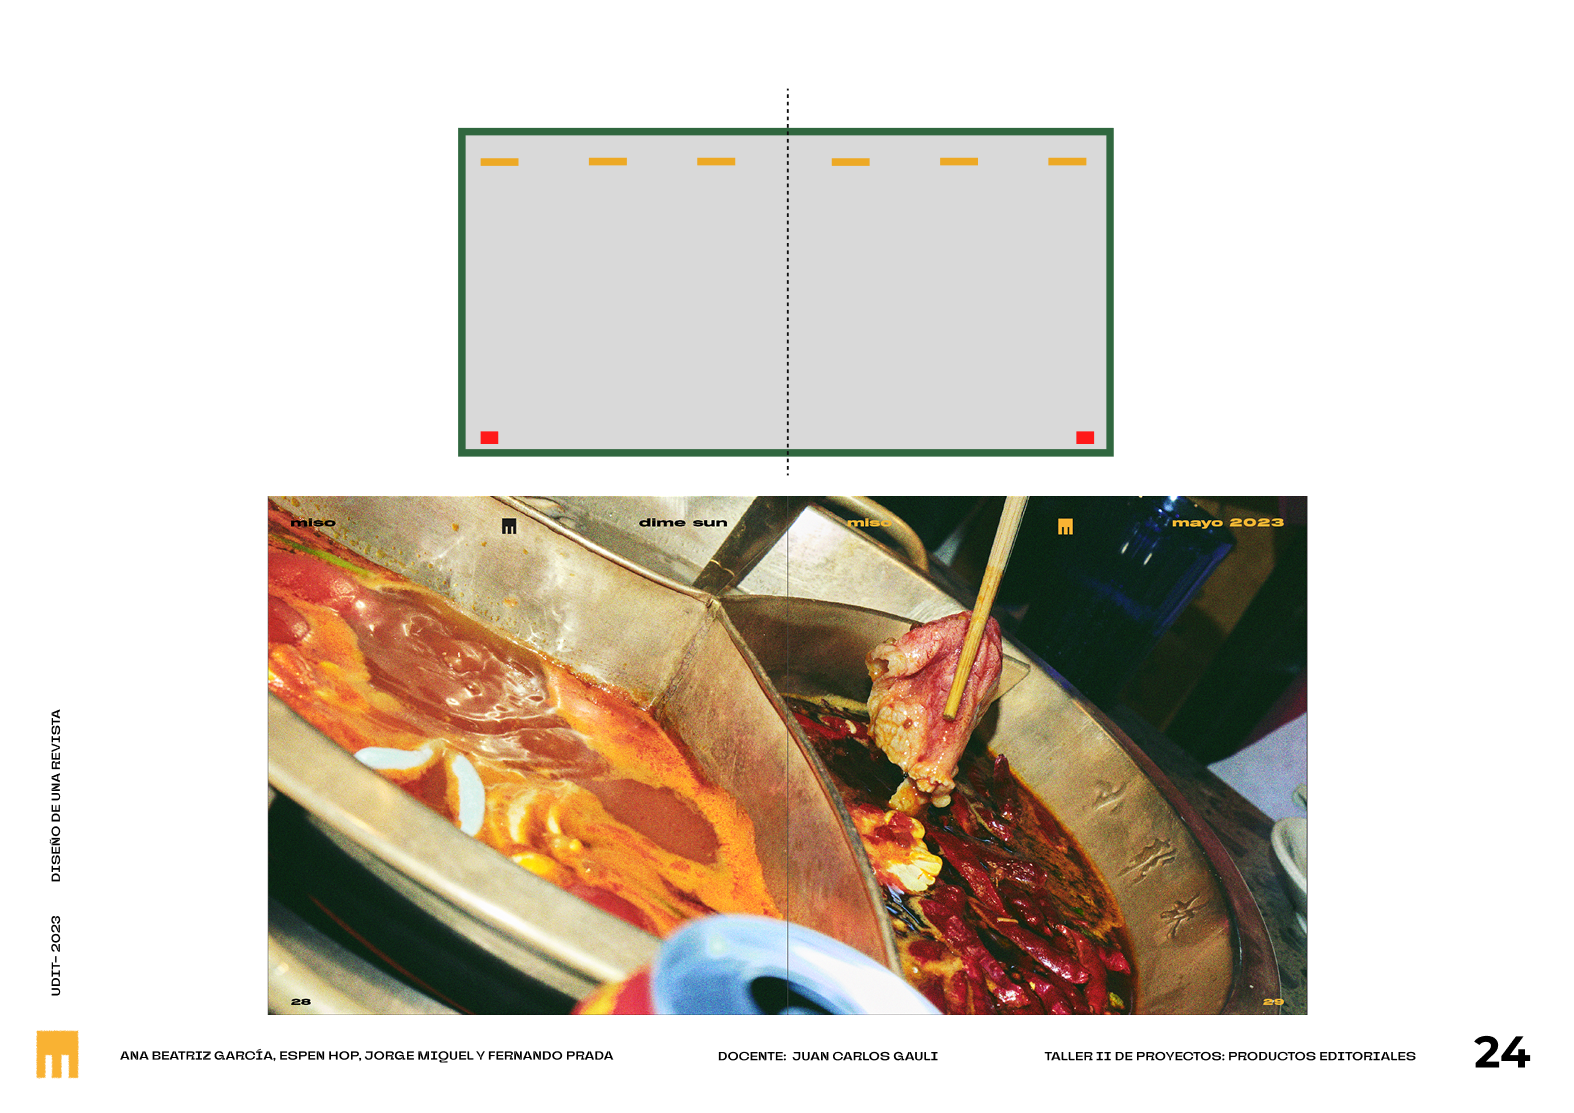 miso
dime sun
miso
mayo 2023
28
29
DISEÑO DE UNA REVISTA
UDIT- 2023
ANA BEATRIZ GARCÍA, ESPEN HOP, JORGE MIQUEL Y FERNANDO PRADA
DOCENTE: JUAN CARLOS GAULI
TALLER II DE PROYECTOS: PRODUCTOS EDITORIALES
24